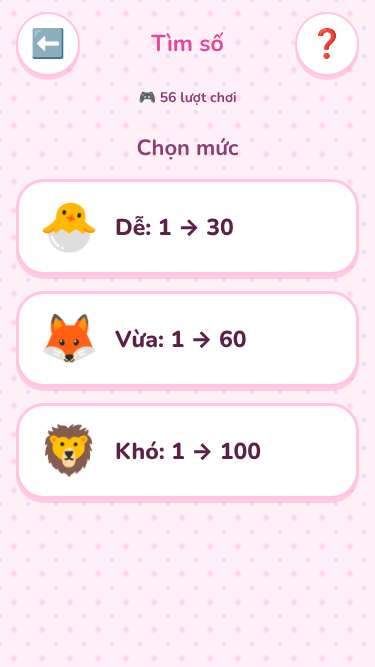 Tìm số
56 lượt chơi
Chọn mức
Dễ: 1 → 30
Vừa: 1 → 60
Khó: 1 → 100